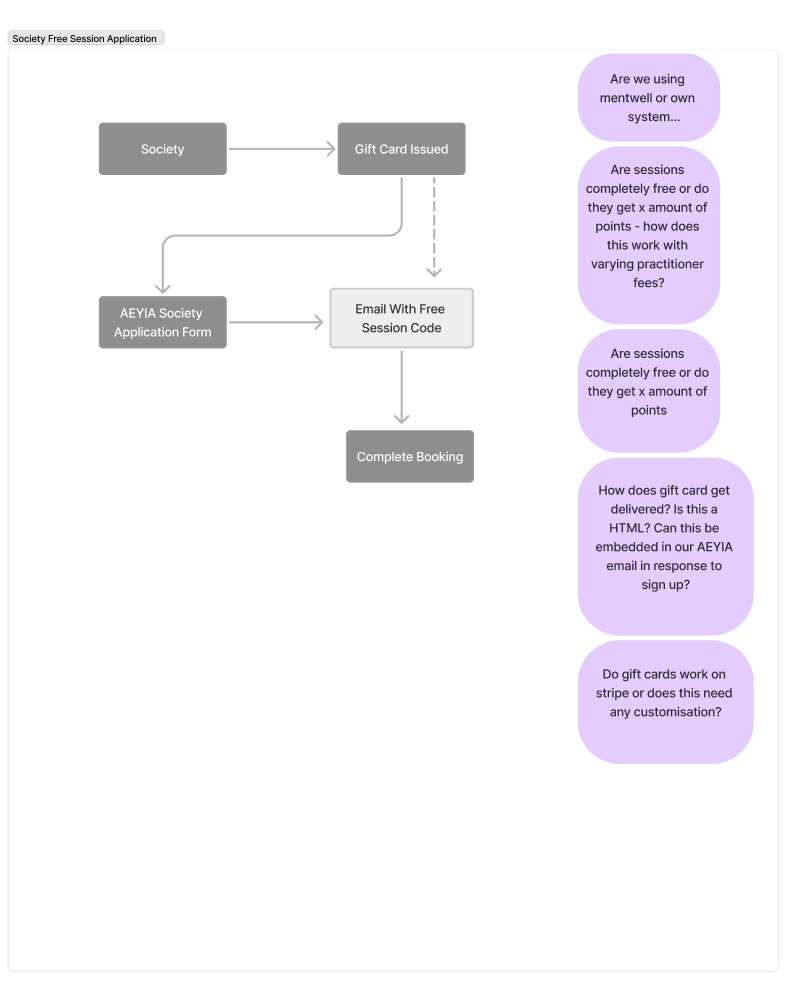 Society Free Session Application
Society
Gift Card Issued
AEYIA Society
Application Form
Email With Free
Session Code
Complete Booking
Are we using
mentwell or own
system...
Are sessions
completely free or do
they get x amount of
points - how does
this work with
varying practitioner
fees?
Are sessions
completely free or do
they get x amount of
points
How does gift card get
delivered? Is this a
HTML? Can this be
embedded in our AEYIA
email in response to
sign up?
Do gift cards work on
stripe or does this need
any customisation?